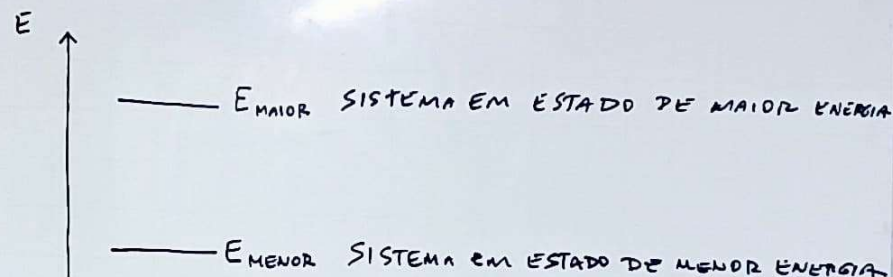 E
E MAIOR SISTEMA EM ESTADO DE MAIOR ENERGIA
E MENOR SISTEMA em ESTADO DE MENOR ENERGIA